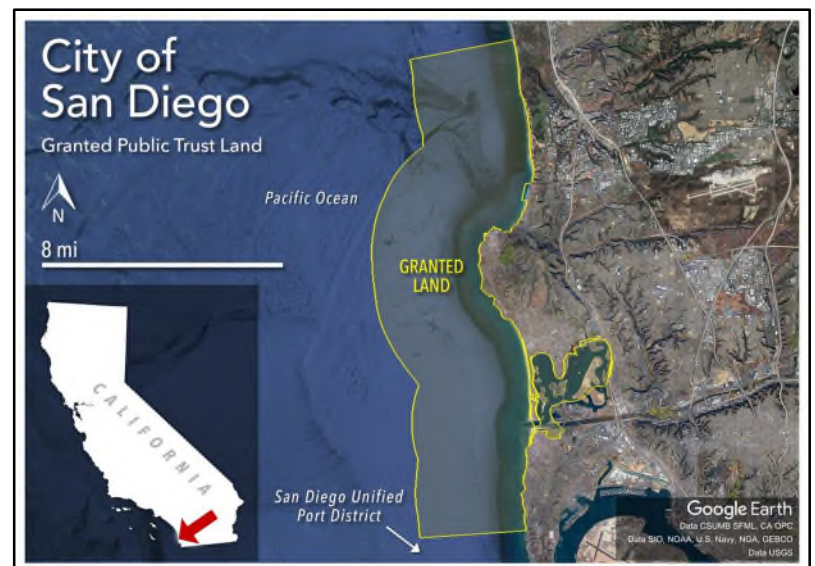 City of
San Diego
Granted Public Trust Land
N
8 mi
Pacific Ocean
GRANTED
LAND
CALIFORNIA
San Diego Unified
Port District
Google Earth
Data CSUMB SFML, CA OPC
Data SIO, NOAA, U.S. Navy, NGA, GEBCO
Data USGS